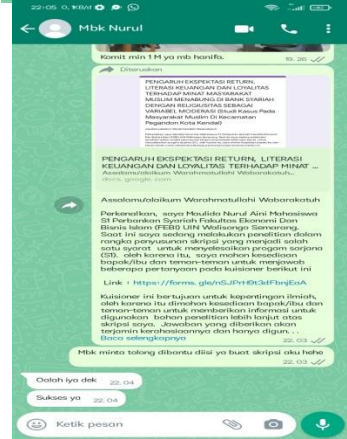 22:05
Mbk Nurul
Komit min 1 M ya mb hanifa.
19. 26
Diteruskan
PENGARUH EKSPEKTASI RETURN,
LITERASI KEUANGAN DAN LOYALITAS
TERHADAP MINAT MASYARAKAT
MUSLIM MENABUNG DI BANK SYARIAH
DENGAN RELIGIUSITAS SEBAGAI
VARIABEL MODERASI (Studi Kasus Pada
Masyarakat Muslim Di Kecamatan
Pegandon Kota Kendal)
PENGARUH EKSPEKTASI RETURN, LITERASI
KEUANGAN DAN LOYALITAS TERHADAP MINAT ...
Assalamu'alaikum Warahmatullahi Wabarakatuh...
docs.google.com
Assalamu'alaikum Warahmatullahi Wabarakatuh
Perkenalkan, saya Maulida Nurul Aini Mahasiswa
S1 Perbankan Syariah Fakultas Ekonomi Dan
Bisnis Islam (FEBI) UIN Walisongo Semarang.
Saat ini saya sedang melakukan penelitian dalam
rangka penyusunan skripsi yang menjadi salah
satu syarat untuk menyelesaikan progam sarjana
(S1). oleh karena itu, saya mohon kesediaan
bapak/ibu dan teman-teman untuk menjawab
beberapa pertanyaan pada kuisioner berikut ini
Link : https://forms.gle/nSJPrH9t3dFbnjEoA
Kuisioner ini bertujuan untuk kepentingan ilmiah,
oleh karena itu dimohon kesediaan bapak/ibu dan
teman-teman untuk memberikan informasi untuk
digunakan bahan penelitian lebih lanjut atas
skripsi saya. Jawaban yang diberikan akan
terjamin kerahasiaannya dan hanya digun. . .
Baca selengkapnya
22. 03
Mbk minta tolong dibantu diisi ya buat skripsi aku hehe
22. 03
Oalah iya dek 22. 04
Sukses ya 22. 04
Ketik pesan